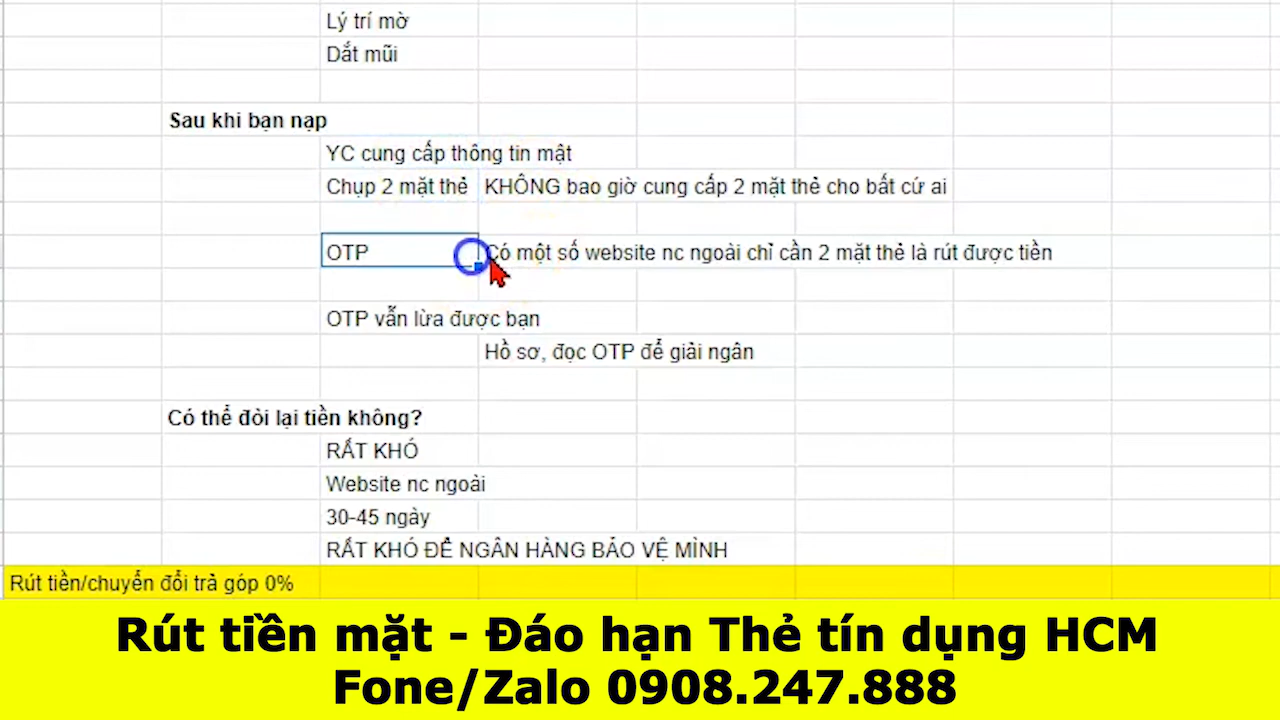 Lý trí mờ
Dắt mũi
Sau khi bạn nạp
YC cung cấp thông tin mật
Chụp 2 mặt thẻ KHÔNG bao giờ cung cấp 2 mặt thẻ cho bất cứ ai
OTP Có một số website nc ngoài chỉ cần 2 mặt thẻ là rút được tiền
OTP vẫn lừa được bạn
Hồ sơ, đọc OTP để giải ngân
Có thể đòi lại tiền không?
RẤT KHÓ
Website nc ngoài
30-45 ngày
RẤT KHÓ ĐỂ NGÂN HÀNG BẢO VỆ MÌNH
Rút tiền/chuyển đổi trả góp 0%
Rút tiền mặt - Đáo hạn Thẻ tín dụng HCM
Fone/Zalo 0908.247.888